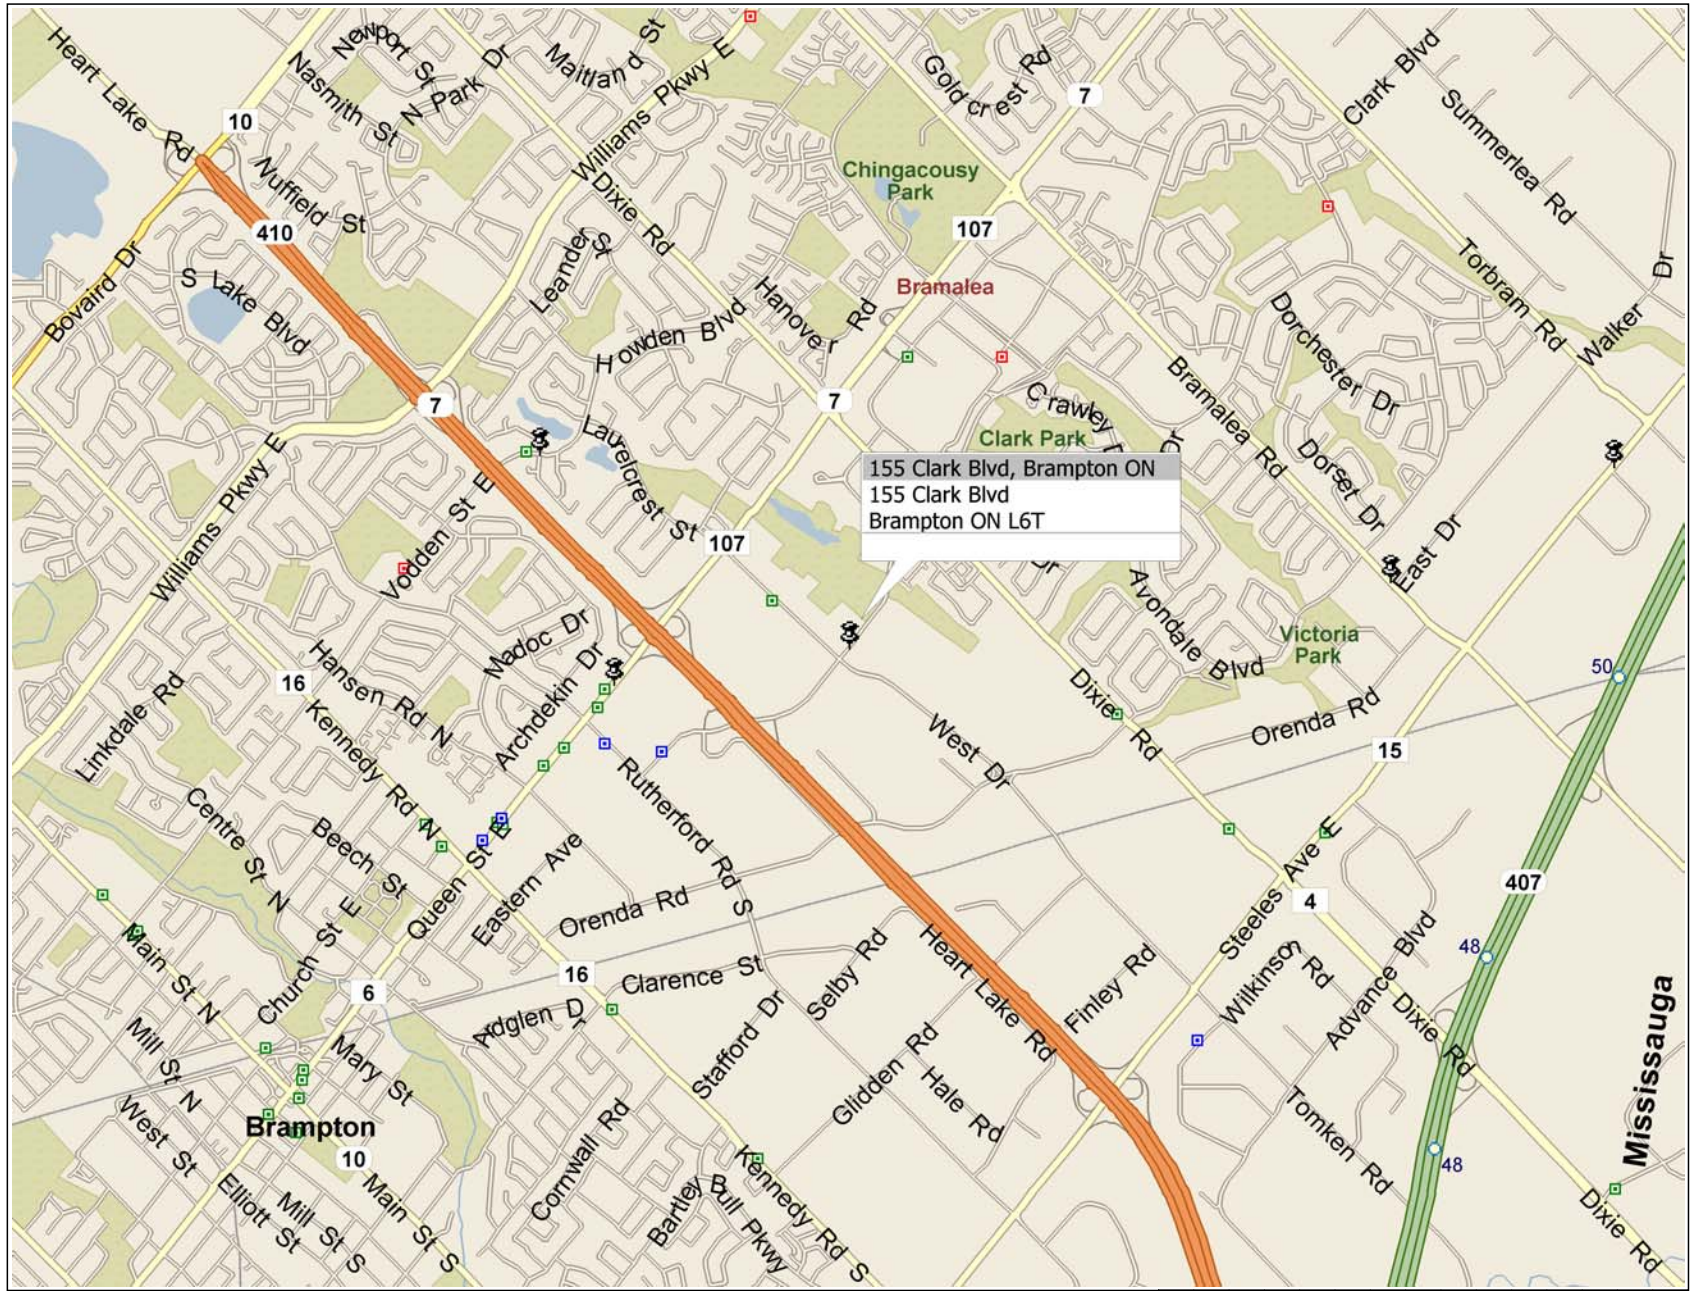 Heart Lake Rd
10
Newport St
Nasmith St
N Park Dr
Maitland St
Williams Pkwy E
Goldcrest Rd
7
Clark Blvd
Summerlea Rd
Nuffield St
410
Dixie Rd
Chingacousy
Park
107
Bovaird Dr
S Lake Blvd
Leander St
Hanover Rd
Bramalea
Torbram Rd
Walker Dr
Howden Blvd
Dorchester Dr
7
7
Laurelcrest St
Crawley D
Dr
Bramalea Rd
Clark Park
155 Clark Blvd, Brampton ON
155 Clark Blvd
Brampton ON L6T
Dorset Dr
East Dr
Williams Pkwy E
Vodden St E
107
Dr
Avondale Blvd
Victoria
Park
Madoc Dr
Archdekin Dr
Hansen Rd N
16
Linkdale Rd
Kennedy Rd N
Dixie Rd
50
Orenda Rd
15
West Dr
Rutherford Rd S
Centre St N
Beech St
Queen St E
Eastern Ave
Steeles Ave E
407
4
Orenda Rd
Church St E
Main St N
6
16
Clarence St
Selby Rd
Heart Lake Rd
Finley Rd
Wilkinson Rd
Advance Blvd
48
Dixie Rd
Ardglen Dr
Stafford Dr
Mill St N
Mary St
Glidden Rd
Hale Rd
Mississauga
West St
Brampton
10
Cornwall Rd
Tomken Rd
48
Elliott St
Mill St S
Main St S
Bartley Bull Pkwy
Kennedy Rd S
Dixie Rd